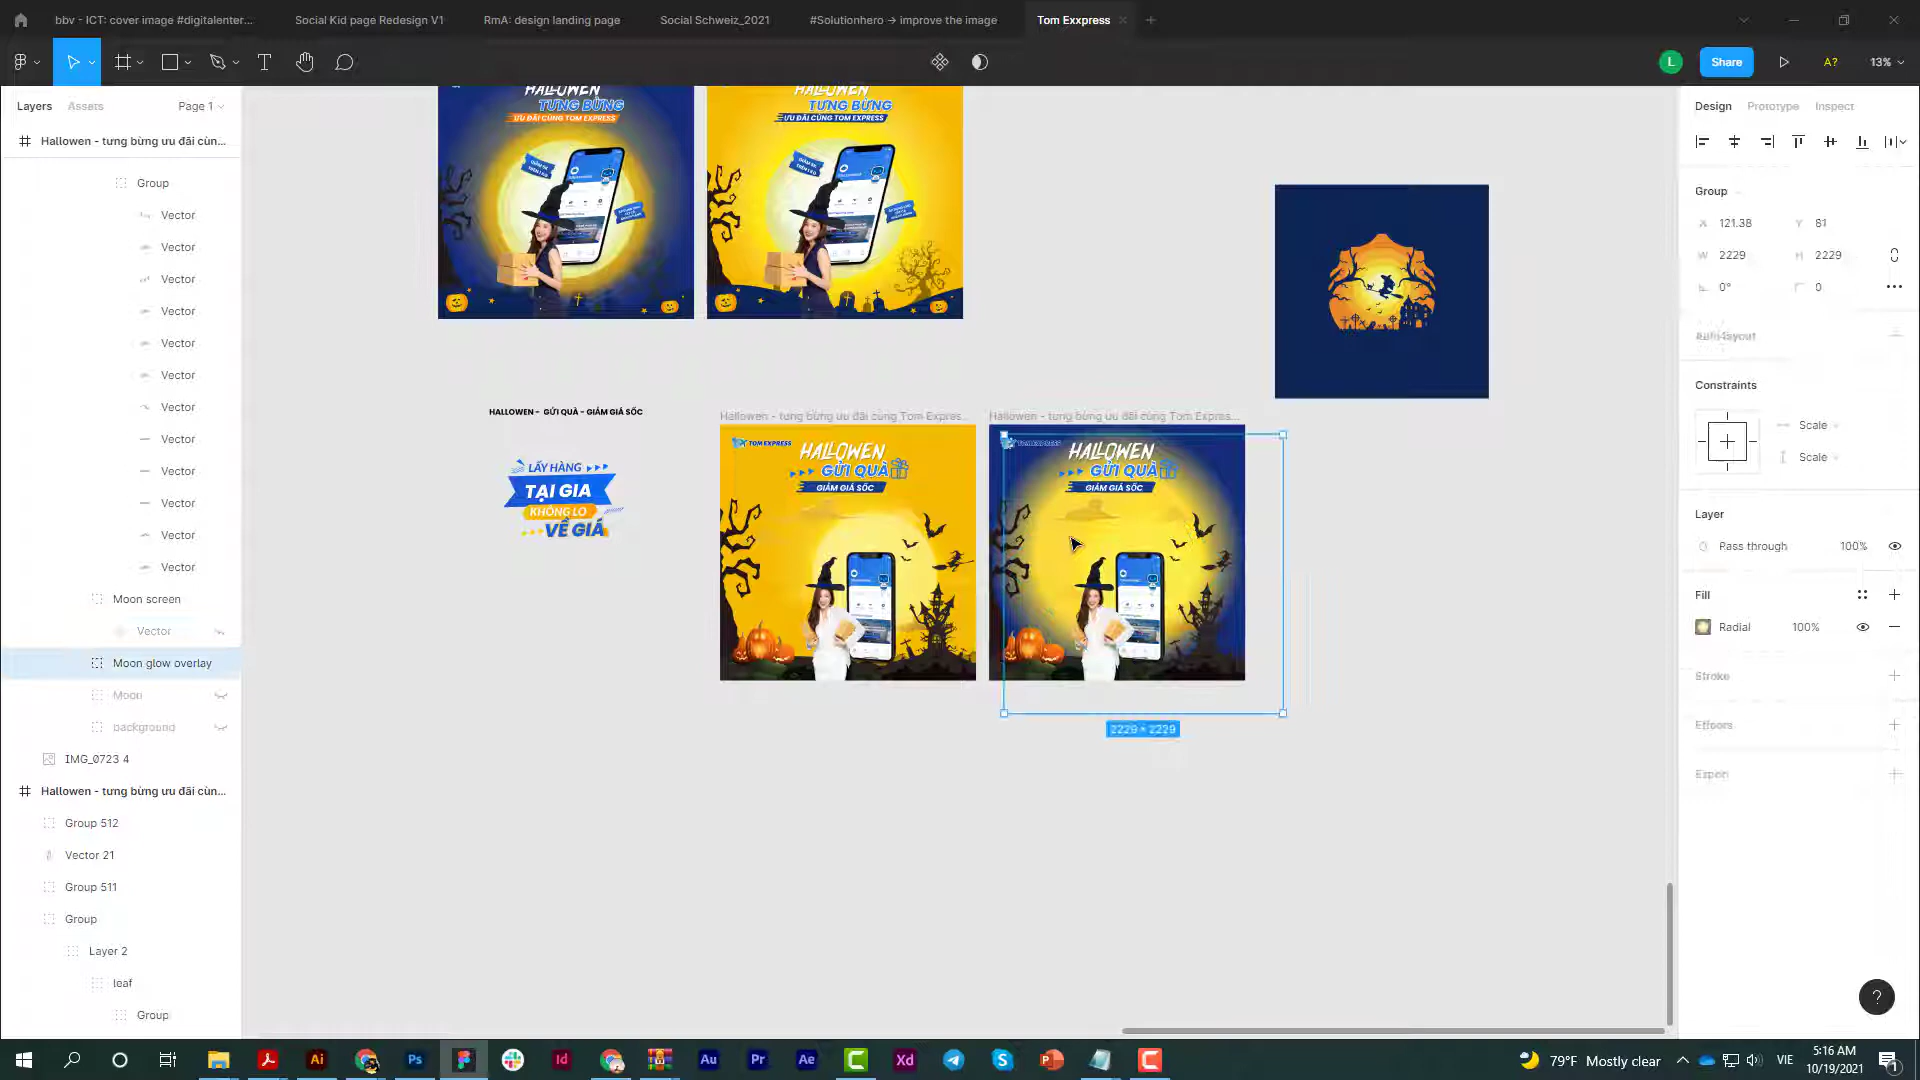 bbv - ICT: cover image #digitalenter...
Social Kid page Redesign V1
RmA: design landing page
Social Schweiz_2021
#Solutionhero → improve the image
Tom Exxpress
L
Share
A?
13%
Layers
Assets
Page 1
Hallowen - tưng bừng ưu đãi cùn...
Group
Vector
Vector
Vector
Vector
Vector
Vector
Vector
Vector
Vector
Vector
Vector
Vector
Moon screen
Vector
Moon glow overlay
Moon
background
IMG_0723 4
Hallowen - tưng bừng ưu đãi cùn...
Group 512
Vector 21
Group 511
Group
Layer 2
leaf
Group
HALLOWEN
TƯNG BỪNG
ƯU ĐÃI CÙNG TOM EXPRESS
HALLOWEN
TƯNG BỪNG
ƯU ĐÃI CÙNG TOM EXPRESS
HALLOWEN - GỬI QUÀ - GIẢM GIÁ SỐC
LẤY HÀNG
TẠI GIA
KHÔNG LO
VỀ GIÁ
Hallowen - tưng bừng ưu đãi cùng Tom Expres...
TOM EXPRESS
HALLOWEN
GỬI QUÀ
GIẢM GIÁ SỐC
Hallowen - tưng bừng ưu đãi cùng Tom Expres...
TOM EXPRESS
HALLOWEN
GỬI QUÀ
GIẢM GIÁ SỐC
2229 × 2229
Design
Prototype
Inspect
Group
X 121.38
Y 81
W 2229
H 2229
0°
0
Auto layout
Constraints
Scale
Scale
Layer
Pass through 100%
Fill
Radial 100%
Stroke
Effects
Export
?
79°F Mostly clear
VIE
5:16 AM
10/19/2021
1